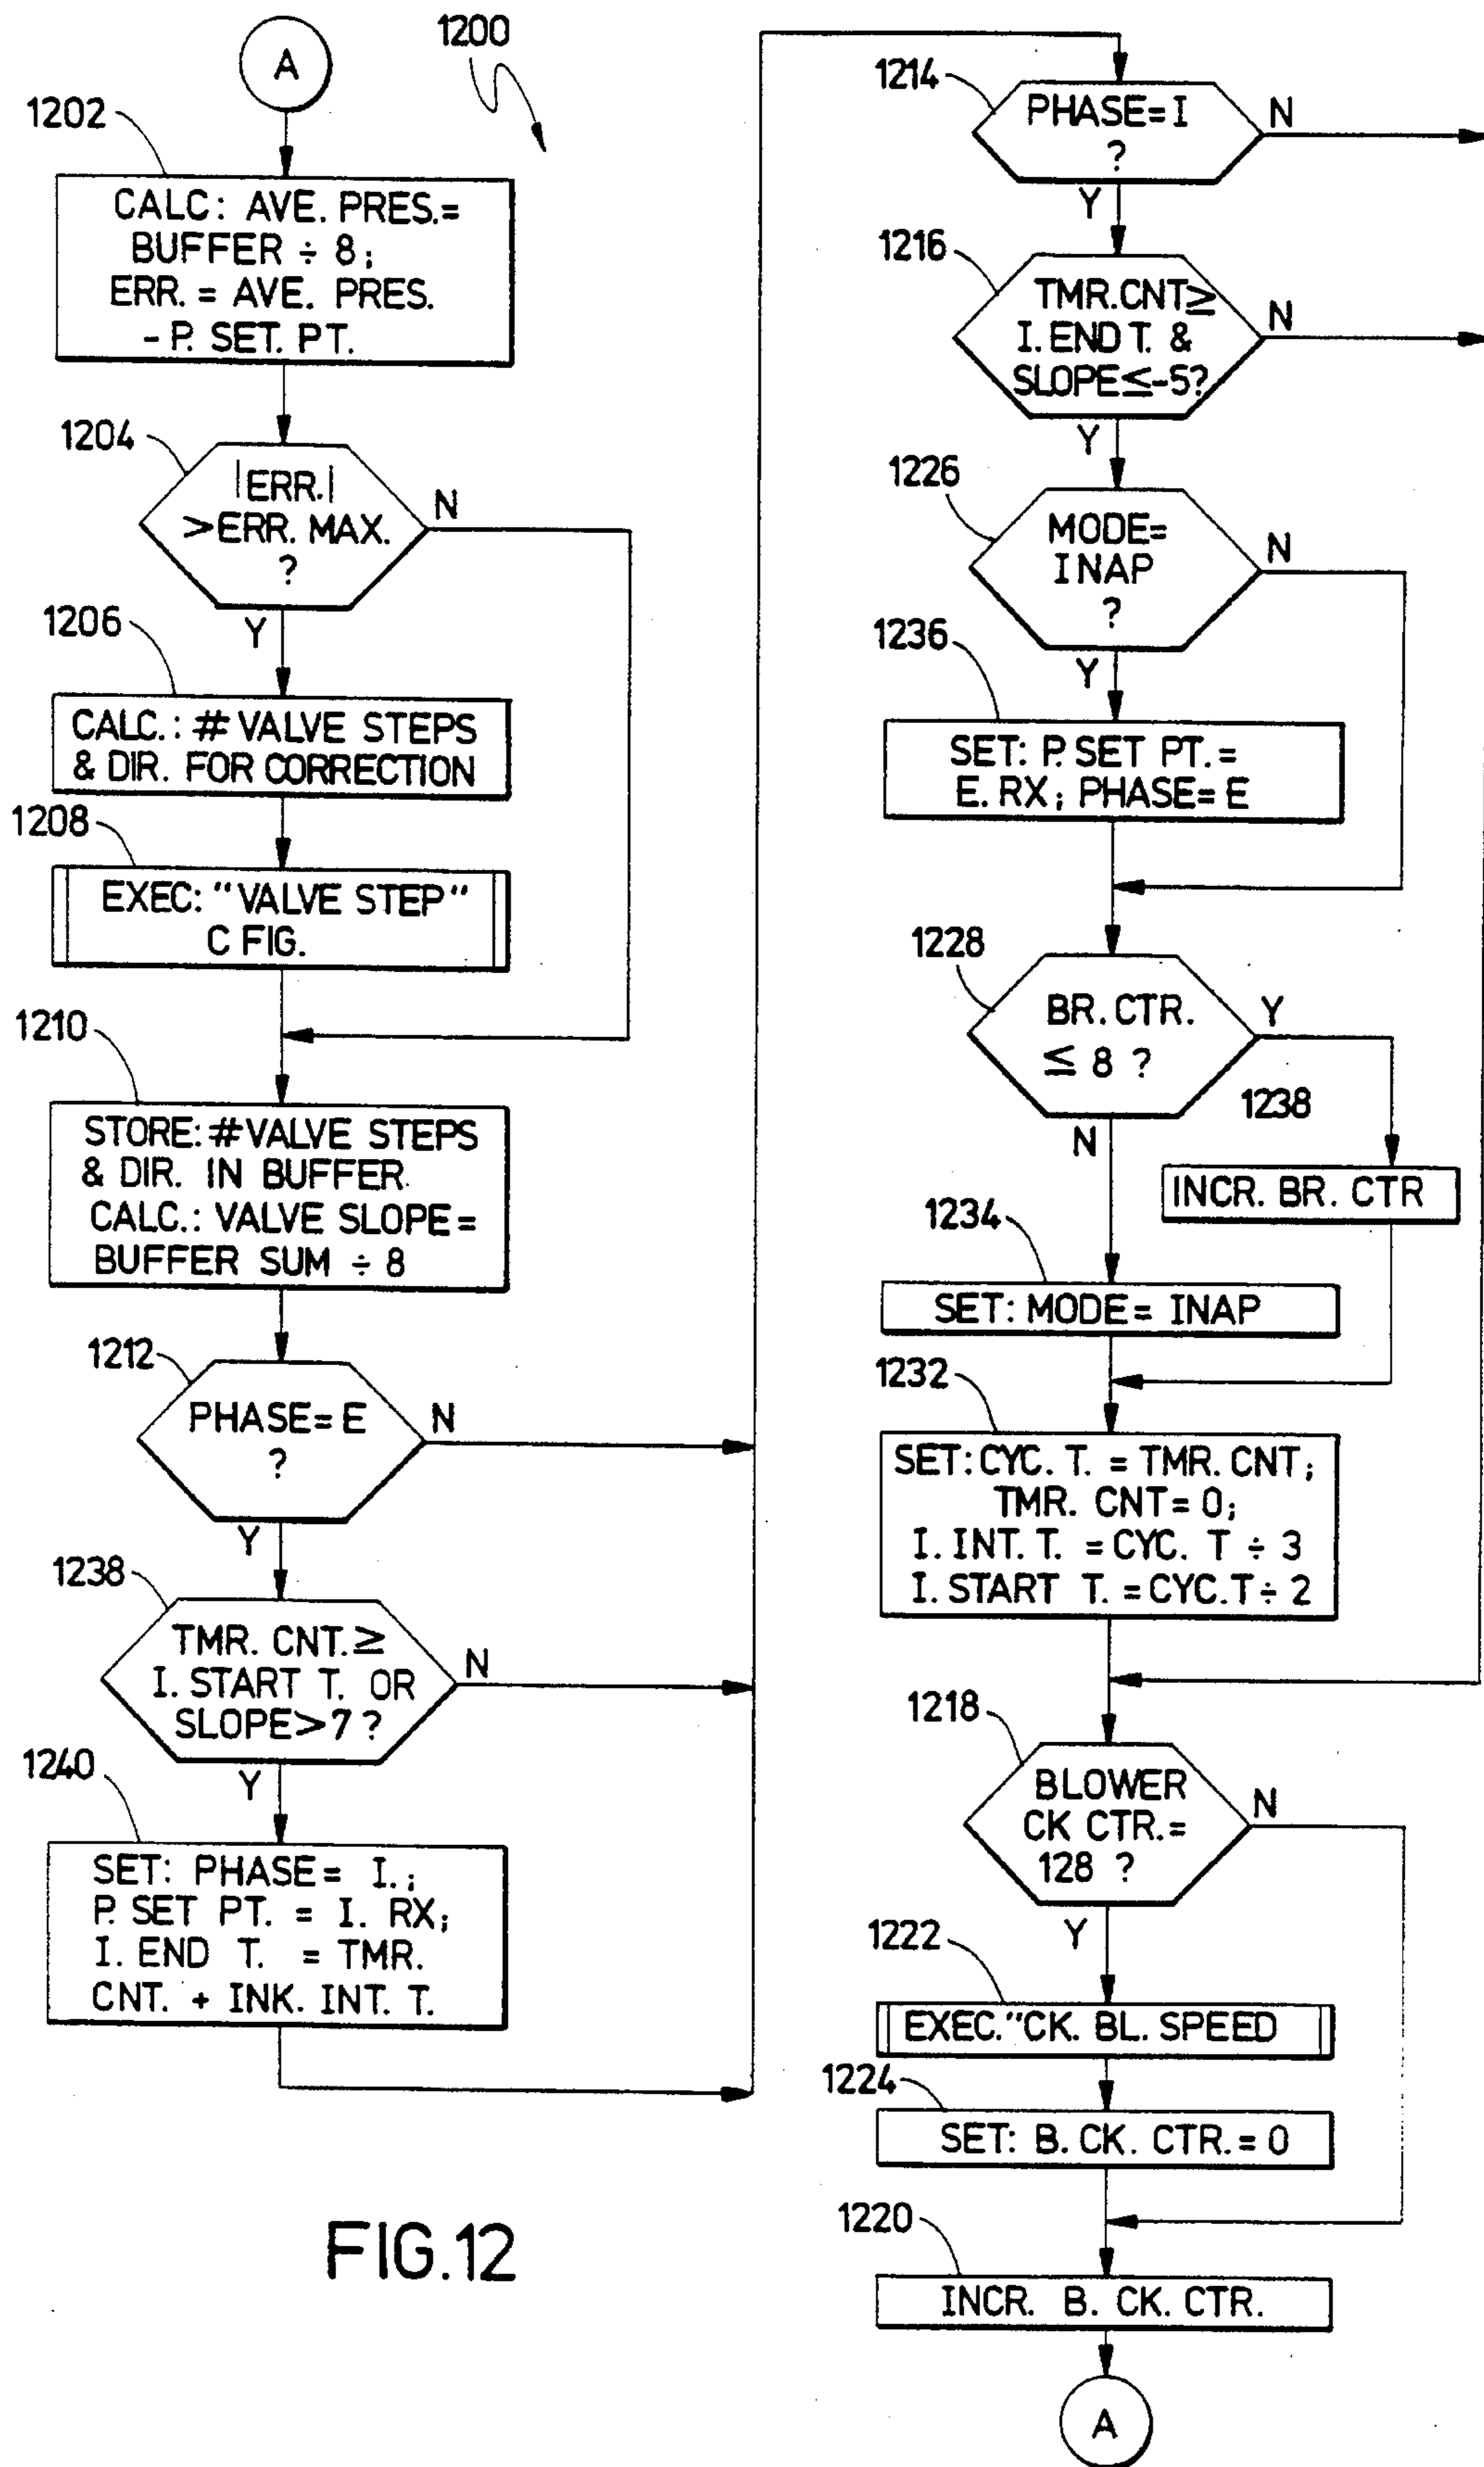 A
1200
1202
CALC: AVE. PRES.=
BUFFER ÷ 8;
ERR. = AVE. PRES.
- P. SET. PT.
1204
|ERR.|
>ERR. MAX.
?
N
Y
1206
CALC.: # VALVE STEPS
& DIR. FOR CORRECTION
1208
EXEC: "VALVE STEP"
C FIG.
1210
STORE: #VALVE STEPS
& DIR. IN BUFFER.
CALC.: VALVE SLOPE=
BUFFER SUM ÷ 8
1212
PHASE= E
?
N
Y
1238
TMR. CNT.≥
I. START T. OR
SLOPE>7 ?
N
Y
1240
SET: PHASE= I.;
P. SET PT. = I. RX;
I. END T. = TMR.
CNT. + INK. INT. T.
FIG.12
1214
PHASE=I
?
N
Y
1216
TMR.CNT≥
I. END T. &
SLOPE≤-5?
N
Y
1226
MODE=
INAP
?
N
Y
1236
SET: P. SET PT. =
E. RX; PHASE= E
1228
BR. CTR.
≤ 8 ?
Y
N
1238
INCR. BR. CTR
1234
SET: MODE= INAP
1232
SET: CYC. T. = TMR. CNT;
TMR. CNT=0;
I. INT. T. =CYC. T ÷ 3
I. START T. =CYC.T÷ 2
1218
BLOWER
CK CTR.=
128 ?
N
Y
1222
EXEC."CK. BL. SPEED
1224
SET: B. CK. CTR. = 0
1220
INCR. B. CK. CTR.
A